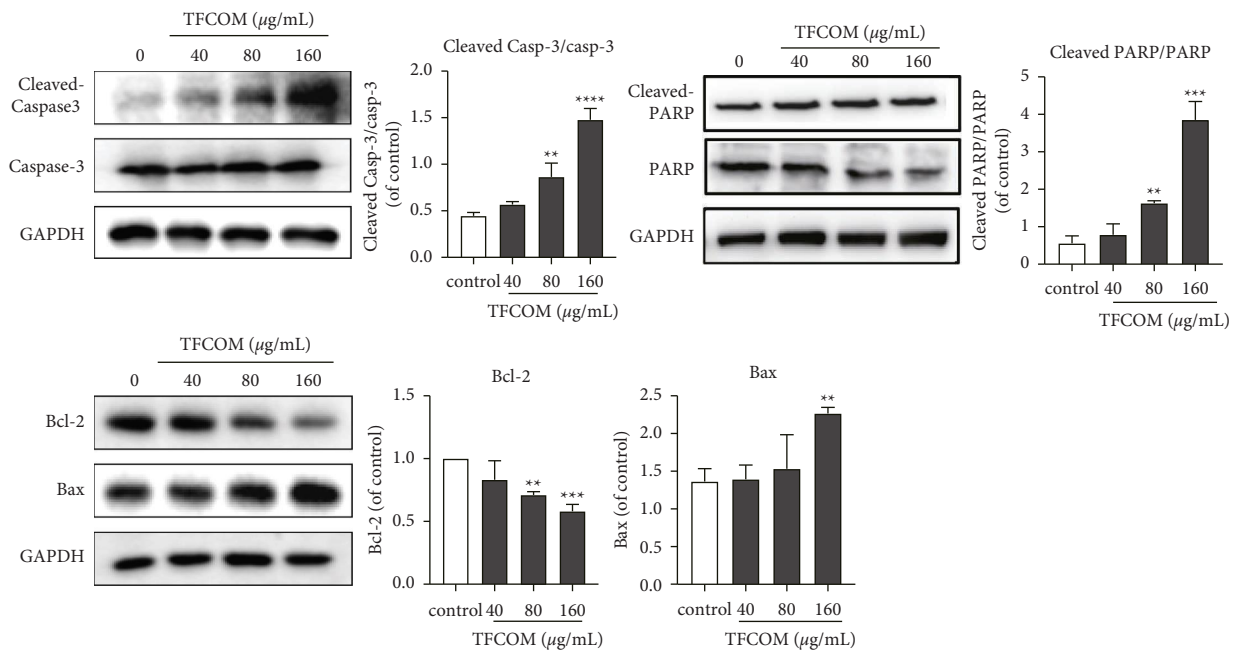 TFCOM (µg/mL)
0 40 80 160
Cleaved-
Caspase3
Caspase-3
GAPDH
Cleaved Casp-3/casp-3
Cleaved Casp-3/casp-3
(of control)
2.0
1.5
1.0
0.5
0.0
**
****
control 40 80 160
TFCOM (µg/mL)
TFCOM (µg/mL)
0 40 80 160
Cleaved-
PARP
PARP
GAPDH
Cleaved PARP/PARP
Cleaved PARP/PARP
(of control)
5
4
3
2
1
0
**
***
control 40 80 160
TFCOM (µg/mL)
TFCOM (µg/mL)
0 40 80 160
Bcl-2
Bax
GAPDH
Bcl-2
Bcl-2 (of control)
1.5
1.0
0.5
0.0
**
***
control 40 80 160
TFCOM (µg/mL)
Bax
Bax (of control)
2.5
2.0
1.5
1.0
0.5
0.0
**
control 40 80 160
TFCOM (µg/mL)